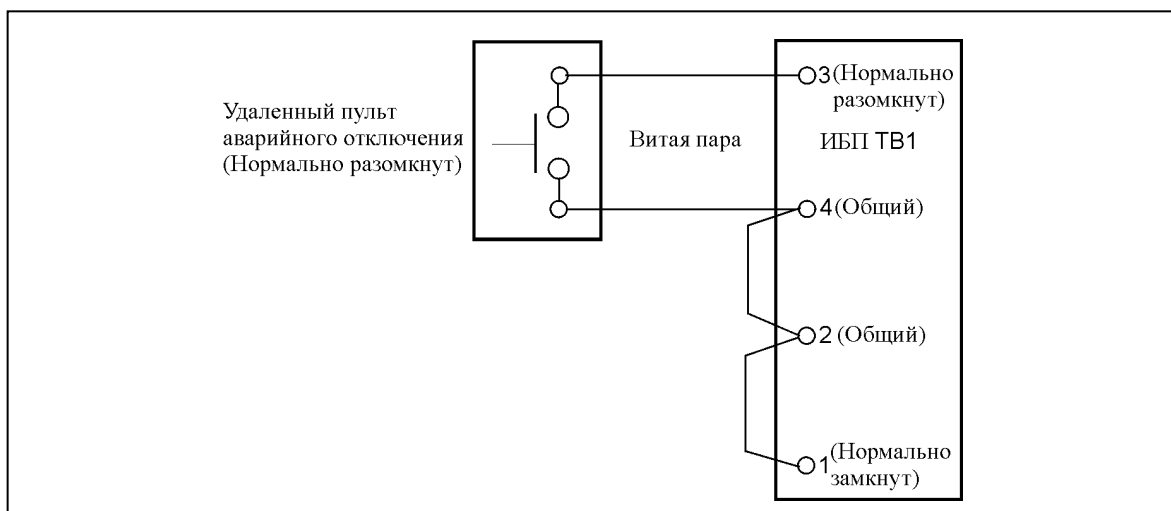 Удаленный пульт
аварийного отключения
(Нормально разомкнут)
Витая пара
3 (Нормально
разомкнут)
ИБП TB1
4 (Общий)
2 (Общий)
1 (Нормально
замкнут)